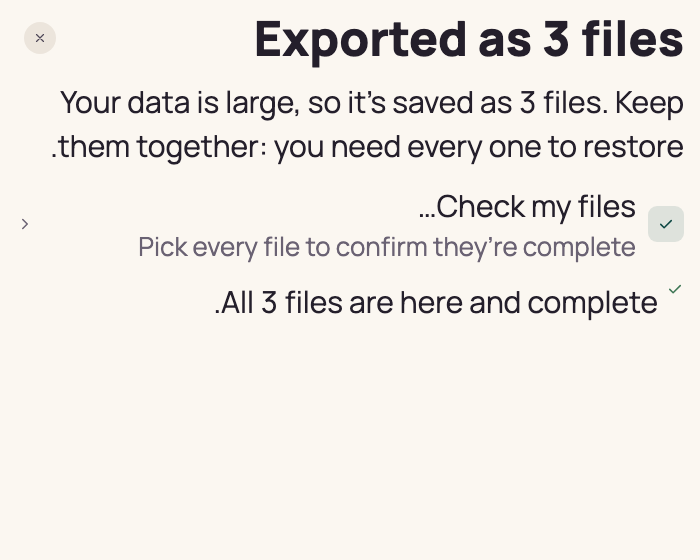 Exported as 3 files
Your data is large, so it’s saved as 3 files. Keep
.them together: you need every one to restore
…Check my files
Pick every file to confirm they’re complete
.All 3 files are here and complete